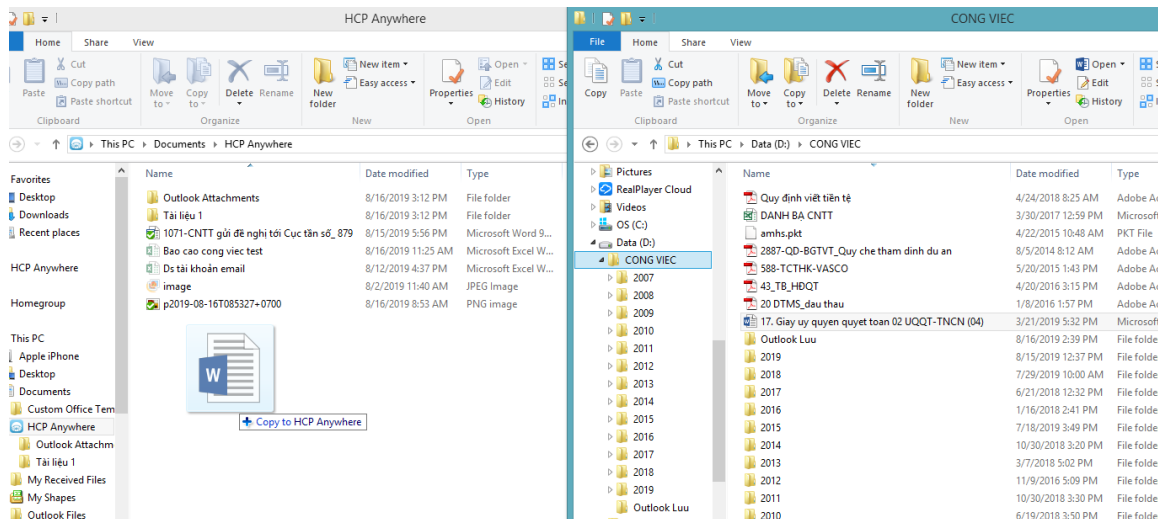 HCP Anywhere
Home Share View
Cut
Copy path
Paste shortcut
Paste
Move to
Copy to
Delete
Rename
New folder
New item
Easy access
Properties
Open
Edit
History
Clipboard
Organize
New
Open
This PC Documents HCP Anywhere
Favorites
Desktop
Downloads
Recent places
HCP Anywhere
Homegroup
This PC
Apple iPhone
Desktop
Documents
Custom Office Tem
HCP Anywhere
Outlook Attachm
Tài liệu 1
My Received Files
My Shapes
Outlook Files
Name Date modified Type
Outlook Attachments 8/16/2019 3:12 PM File folder
Tài liệu 1 8/16/2019 3:12 PM File folder
1071-CNTT gửi đề nghị tới Cục tần số_ 879 8/15/2019 5:56 PM Microsoft Word 9...
Bao cao cong viec test 8/16/2019 11:25 AM Microsoft Excel W...
Ds tài khoản email 8/12/2019 4:37 PM Microsoft Excel W...
image 8/2/2019 11:40 AM JPEG Image
p2019-08-16T085327+0700 8/16/2019 8:53 AM PNG image
W
Copy to HCP Anywhere
CONG VIEC
File Home Share View
Copy
Paste
Cut
Copy path
Paste shortcut
Move to
Copy to
Delete
Rename
New folder
New item
Easy access
Properties
Open
Edit
History
Clipboard
Organize
New
Open
This PC Data (D:) CONG VIEC
Pictures
RealPlayer Cloud
Videos
OS (C:)
Data (D:)
CONG VIEC
2007
2008
2009
2010
2011
2012
2013
2014
2015
2016
2017
2018
2019
Outlook Luu
Name Date modified Type
Quy định viết tiền tệ 4/24/2018 8:25 AM Adobe Ac
DANH BẠ CNTT 3/30/2017 12:59 PM Microsoft
amhs.pkt 4/22/2015 10:48 AM PKT File
2887-QD-BGTVT_Quy che tham dinh du an 8/5/2014 8:12 AM Adobe Ac
588-TCTHK-VASCO 5/20/2015 1:43 PM Adobe Ac
43_TB_HĐQT 4/20/2016 3:15 PM Adobe Ac
20 DTMS_dau thau 1/8/2016 1:57 PM Adobe Ac
17. Giay uy quyen quyet toan 02 UQQT-TNCN (04) 3/21/2019 5:32 PM Microsoft
Outlook Luu 8/16/2019 2:39 PM File folde
2019 8/15/2019 12:37 PM File folde
2018 7/29/2019 10:00 AM File folde
2017 6/21/2018 12:32 PM File folde
2016 1/16/2018 2:41 PM File folde
2015 7/18/2019 3:49 PM File folde
2014 10/30/2018 3:20 PM File folde
2013 3/7/2018 5:02 PM File folde
2012 11/9/2016 5:09 PM File folde
2011 10/30/2018 3:30 PM File folde
2010 6/19/2018 3:50 PM File folde